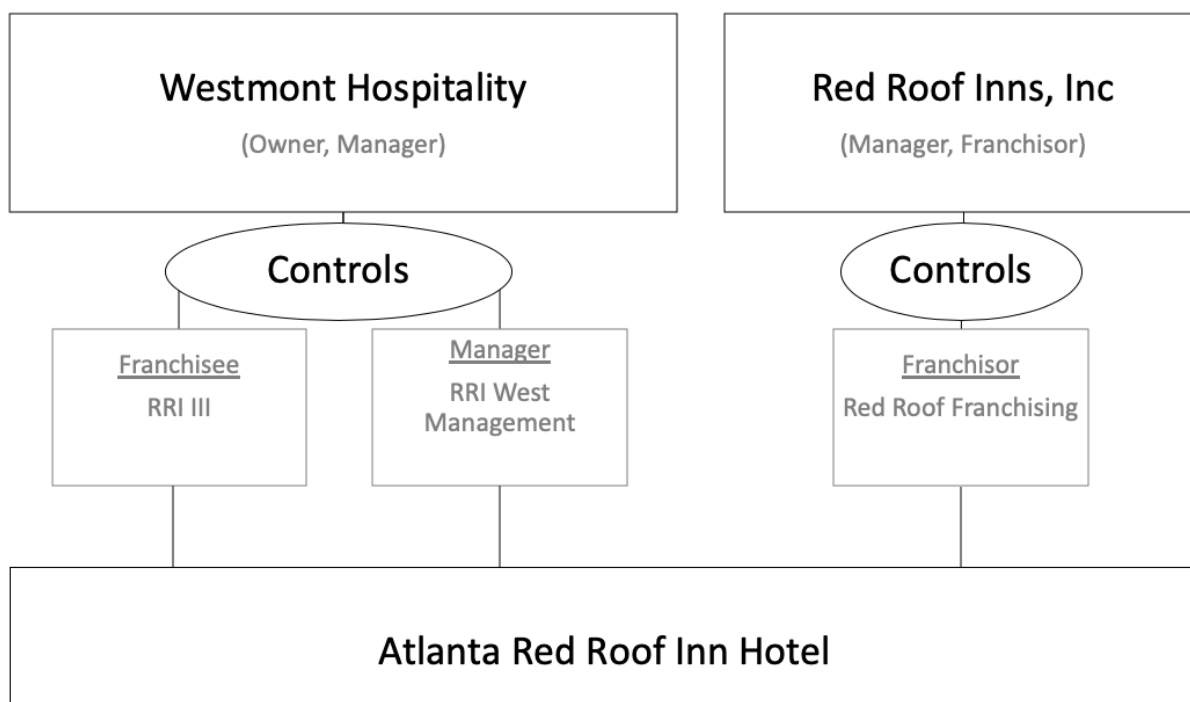 Westmont Hospitality
(Owner, Manager)
Red Roof Inns, Inc
(Manager, Franchisor)
Controls
Controls
Franchisee
RRI III
Manager
RRI West
Management
Franchisor
Red Roof Franchising
Atlanta Red Roof Inn Hotel